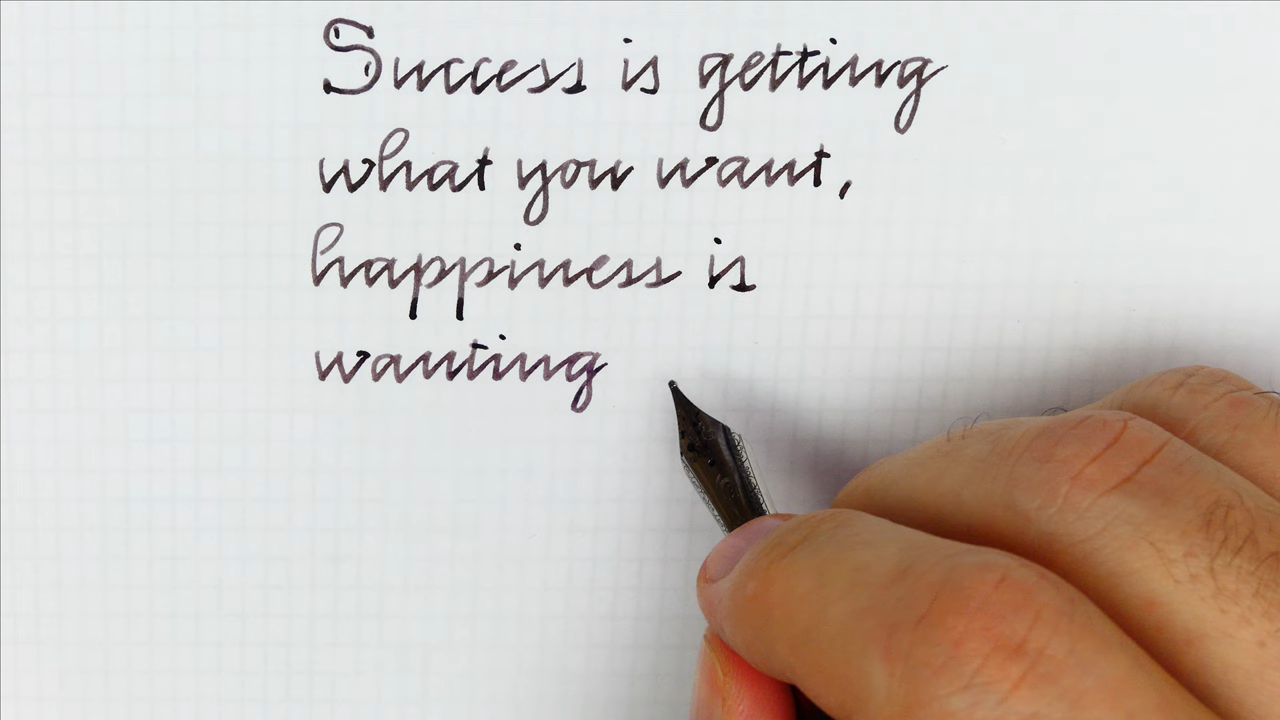 Success is getting
what you want,
happiness is
wanting